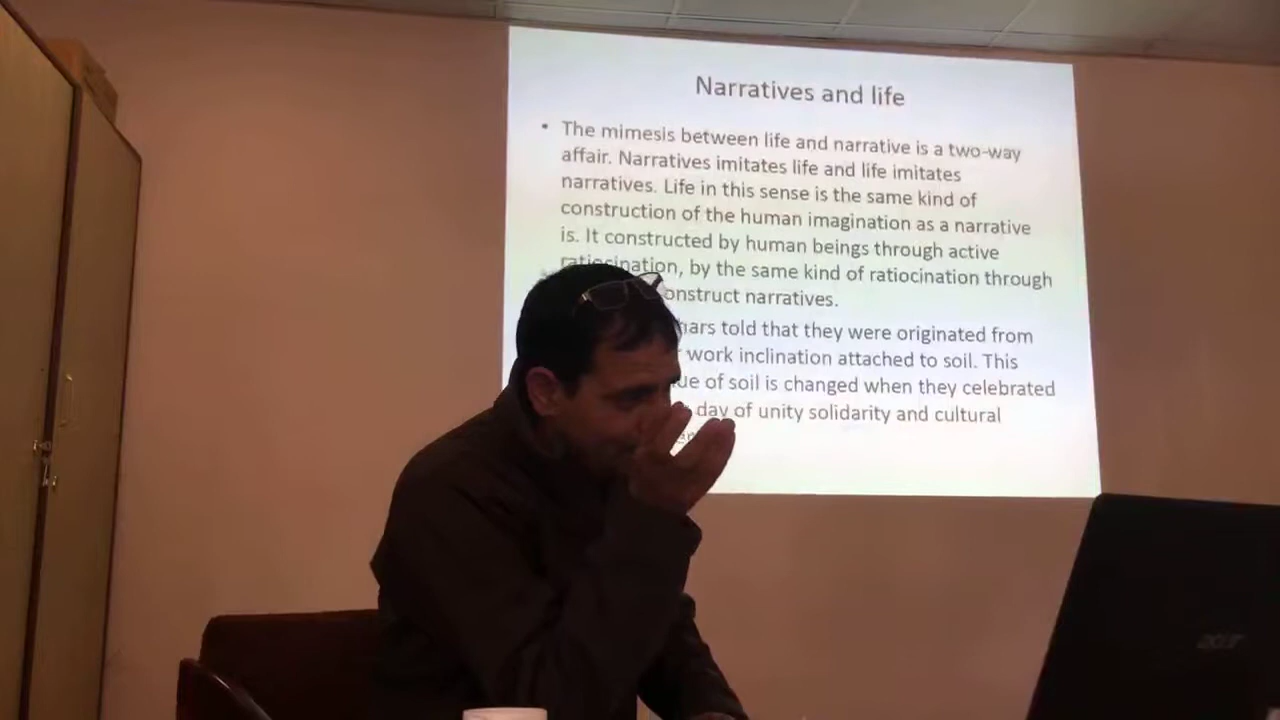 Narratives and life
• The mimesis between life and narrative is a two-way
affair. Narratives imitates life and life imitates
narratives. Life in this sense is the same kind of
construction of the human imagination as a narrative
is. It constructed by human beings through active
ratiocination, by the same kind of ratiocination through
construct narratives.
told that they were originated from
work inclination attached to soil. This
of soil is changed when they celebrated
day of unity solidarity and cultural
acer